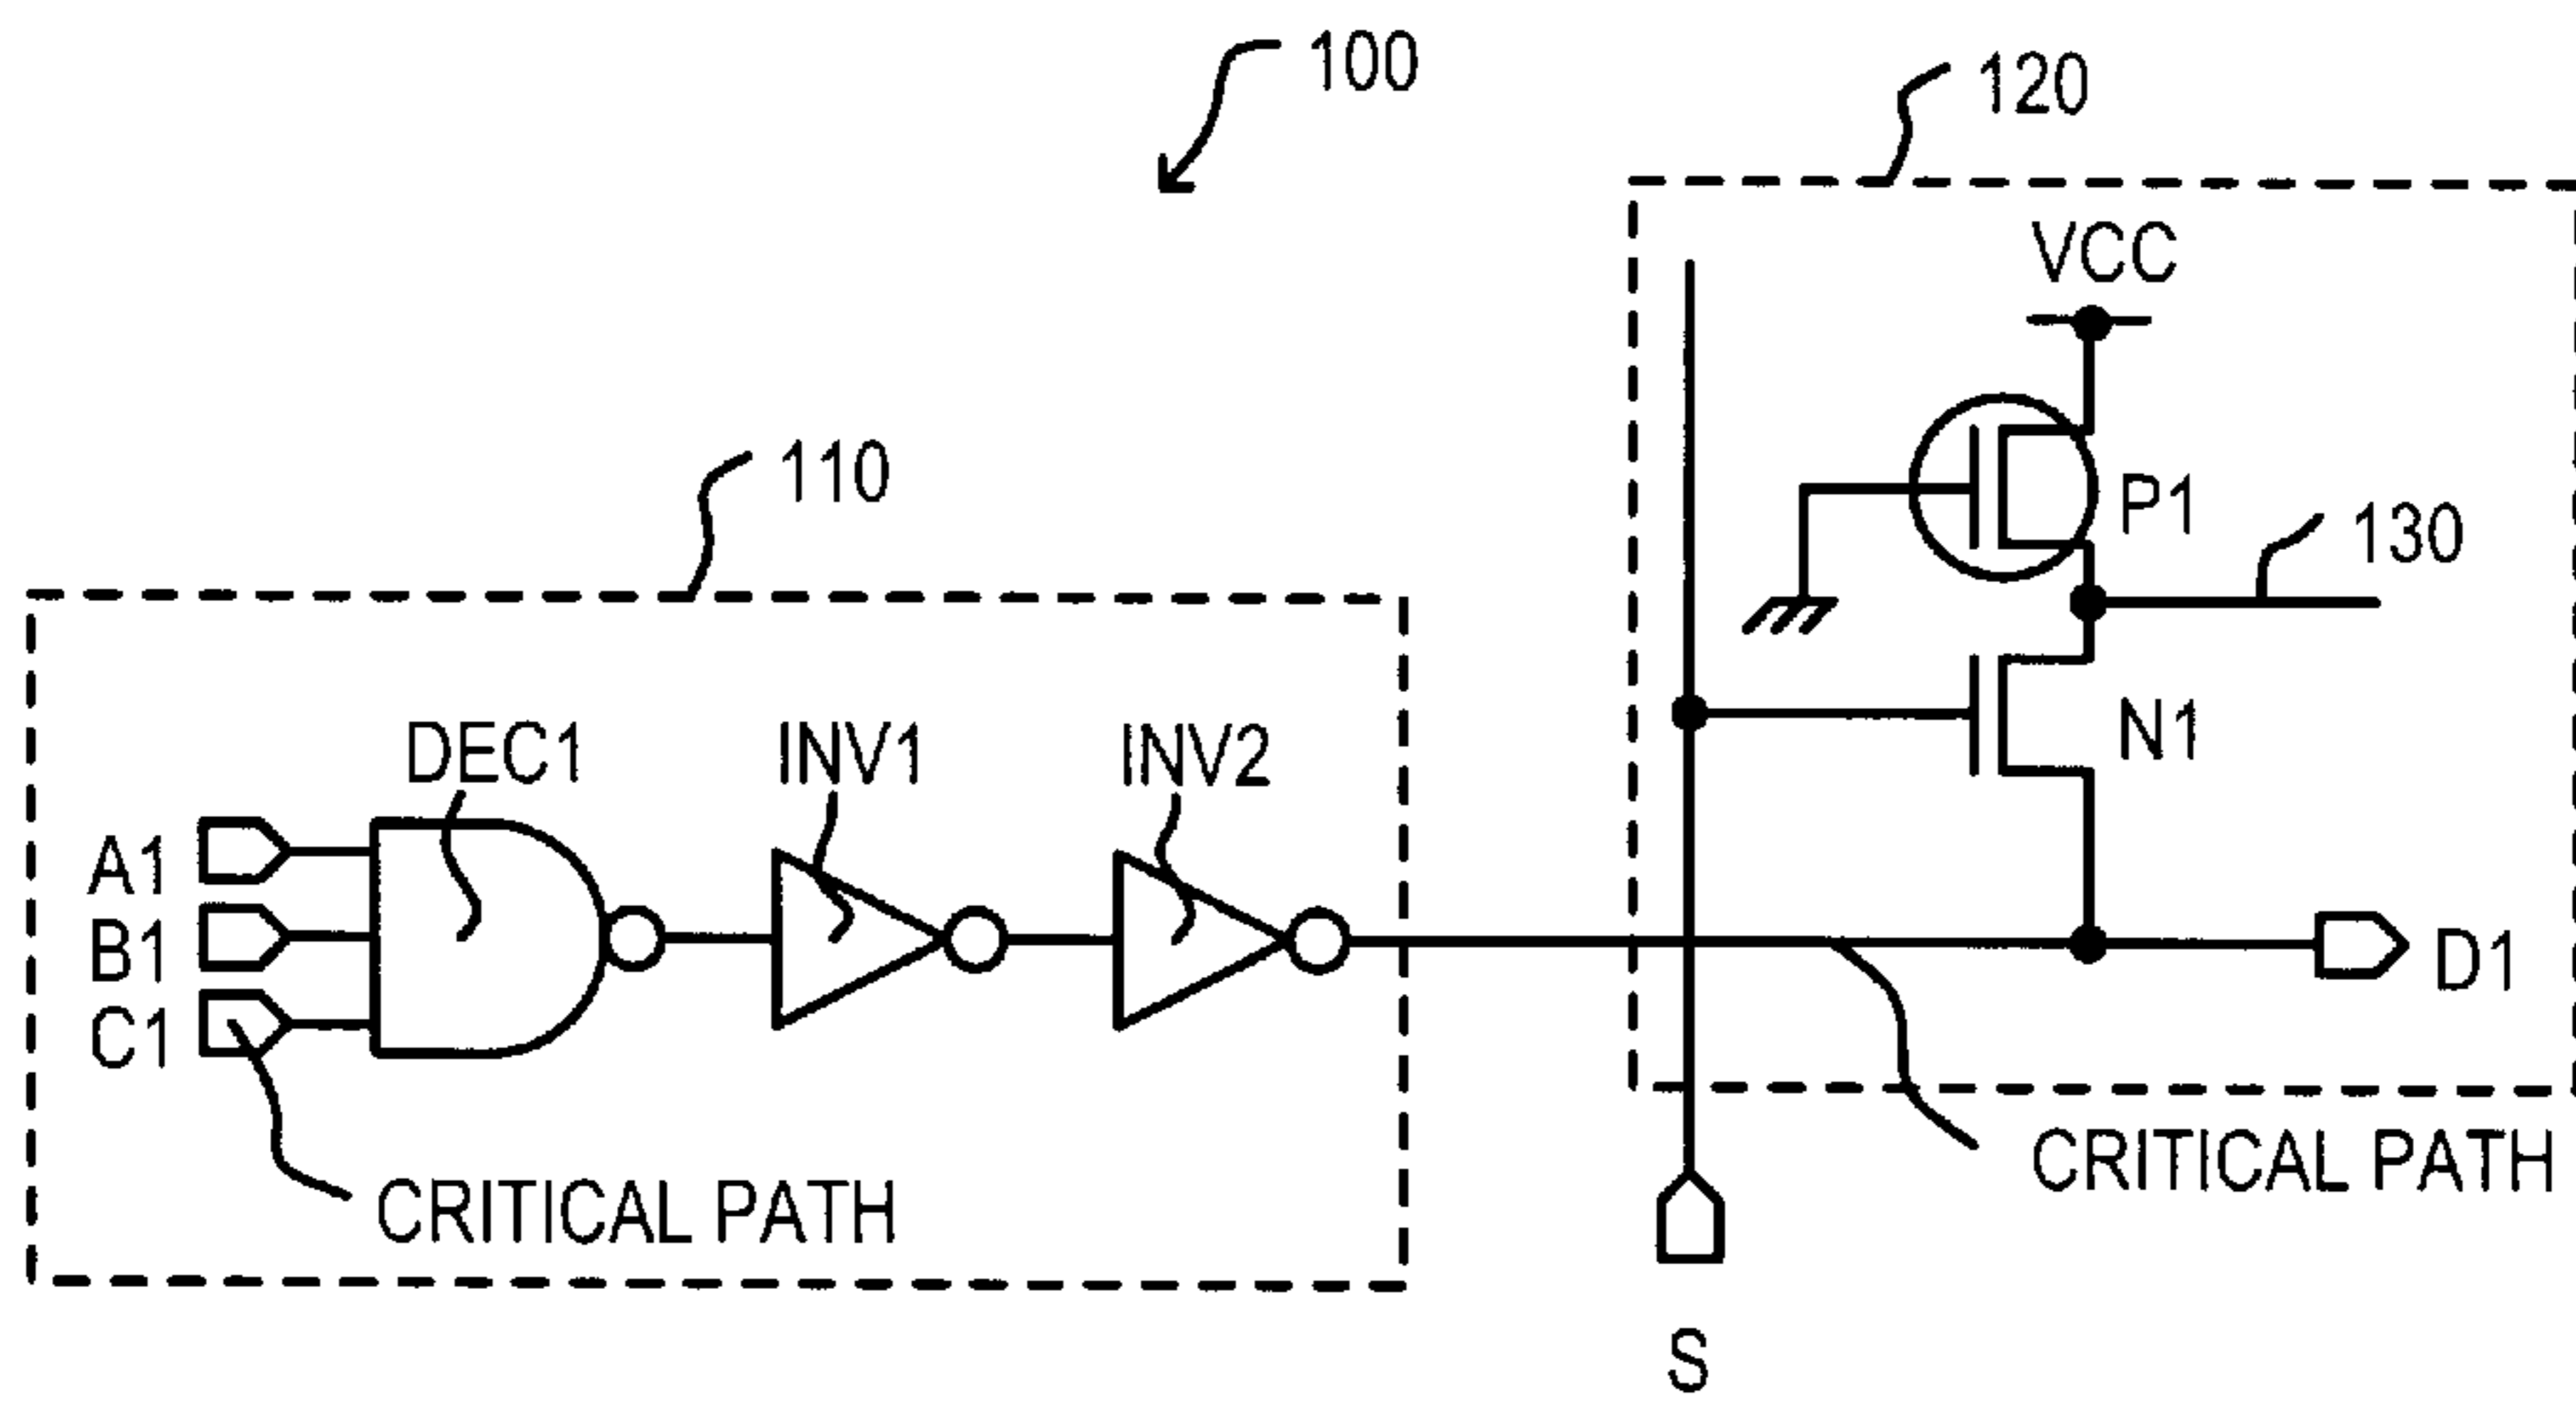 100
120
VCC
110
P1
130
DEC1
INV1
INV2
N1
A1
B1
C1
D1
CRITICAL PATH
CRITICAL PATH
S